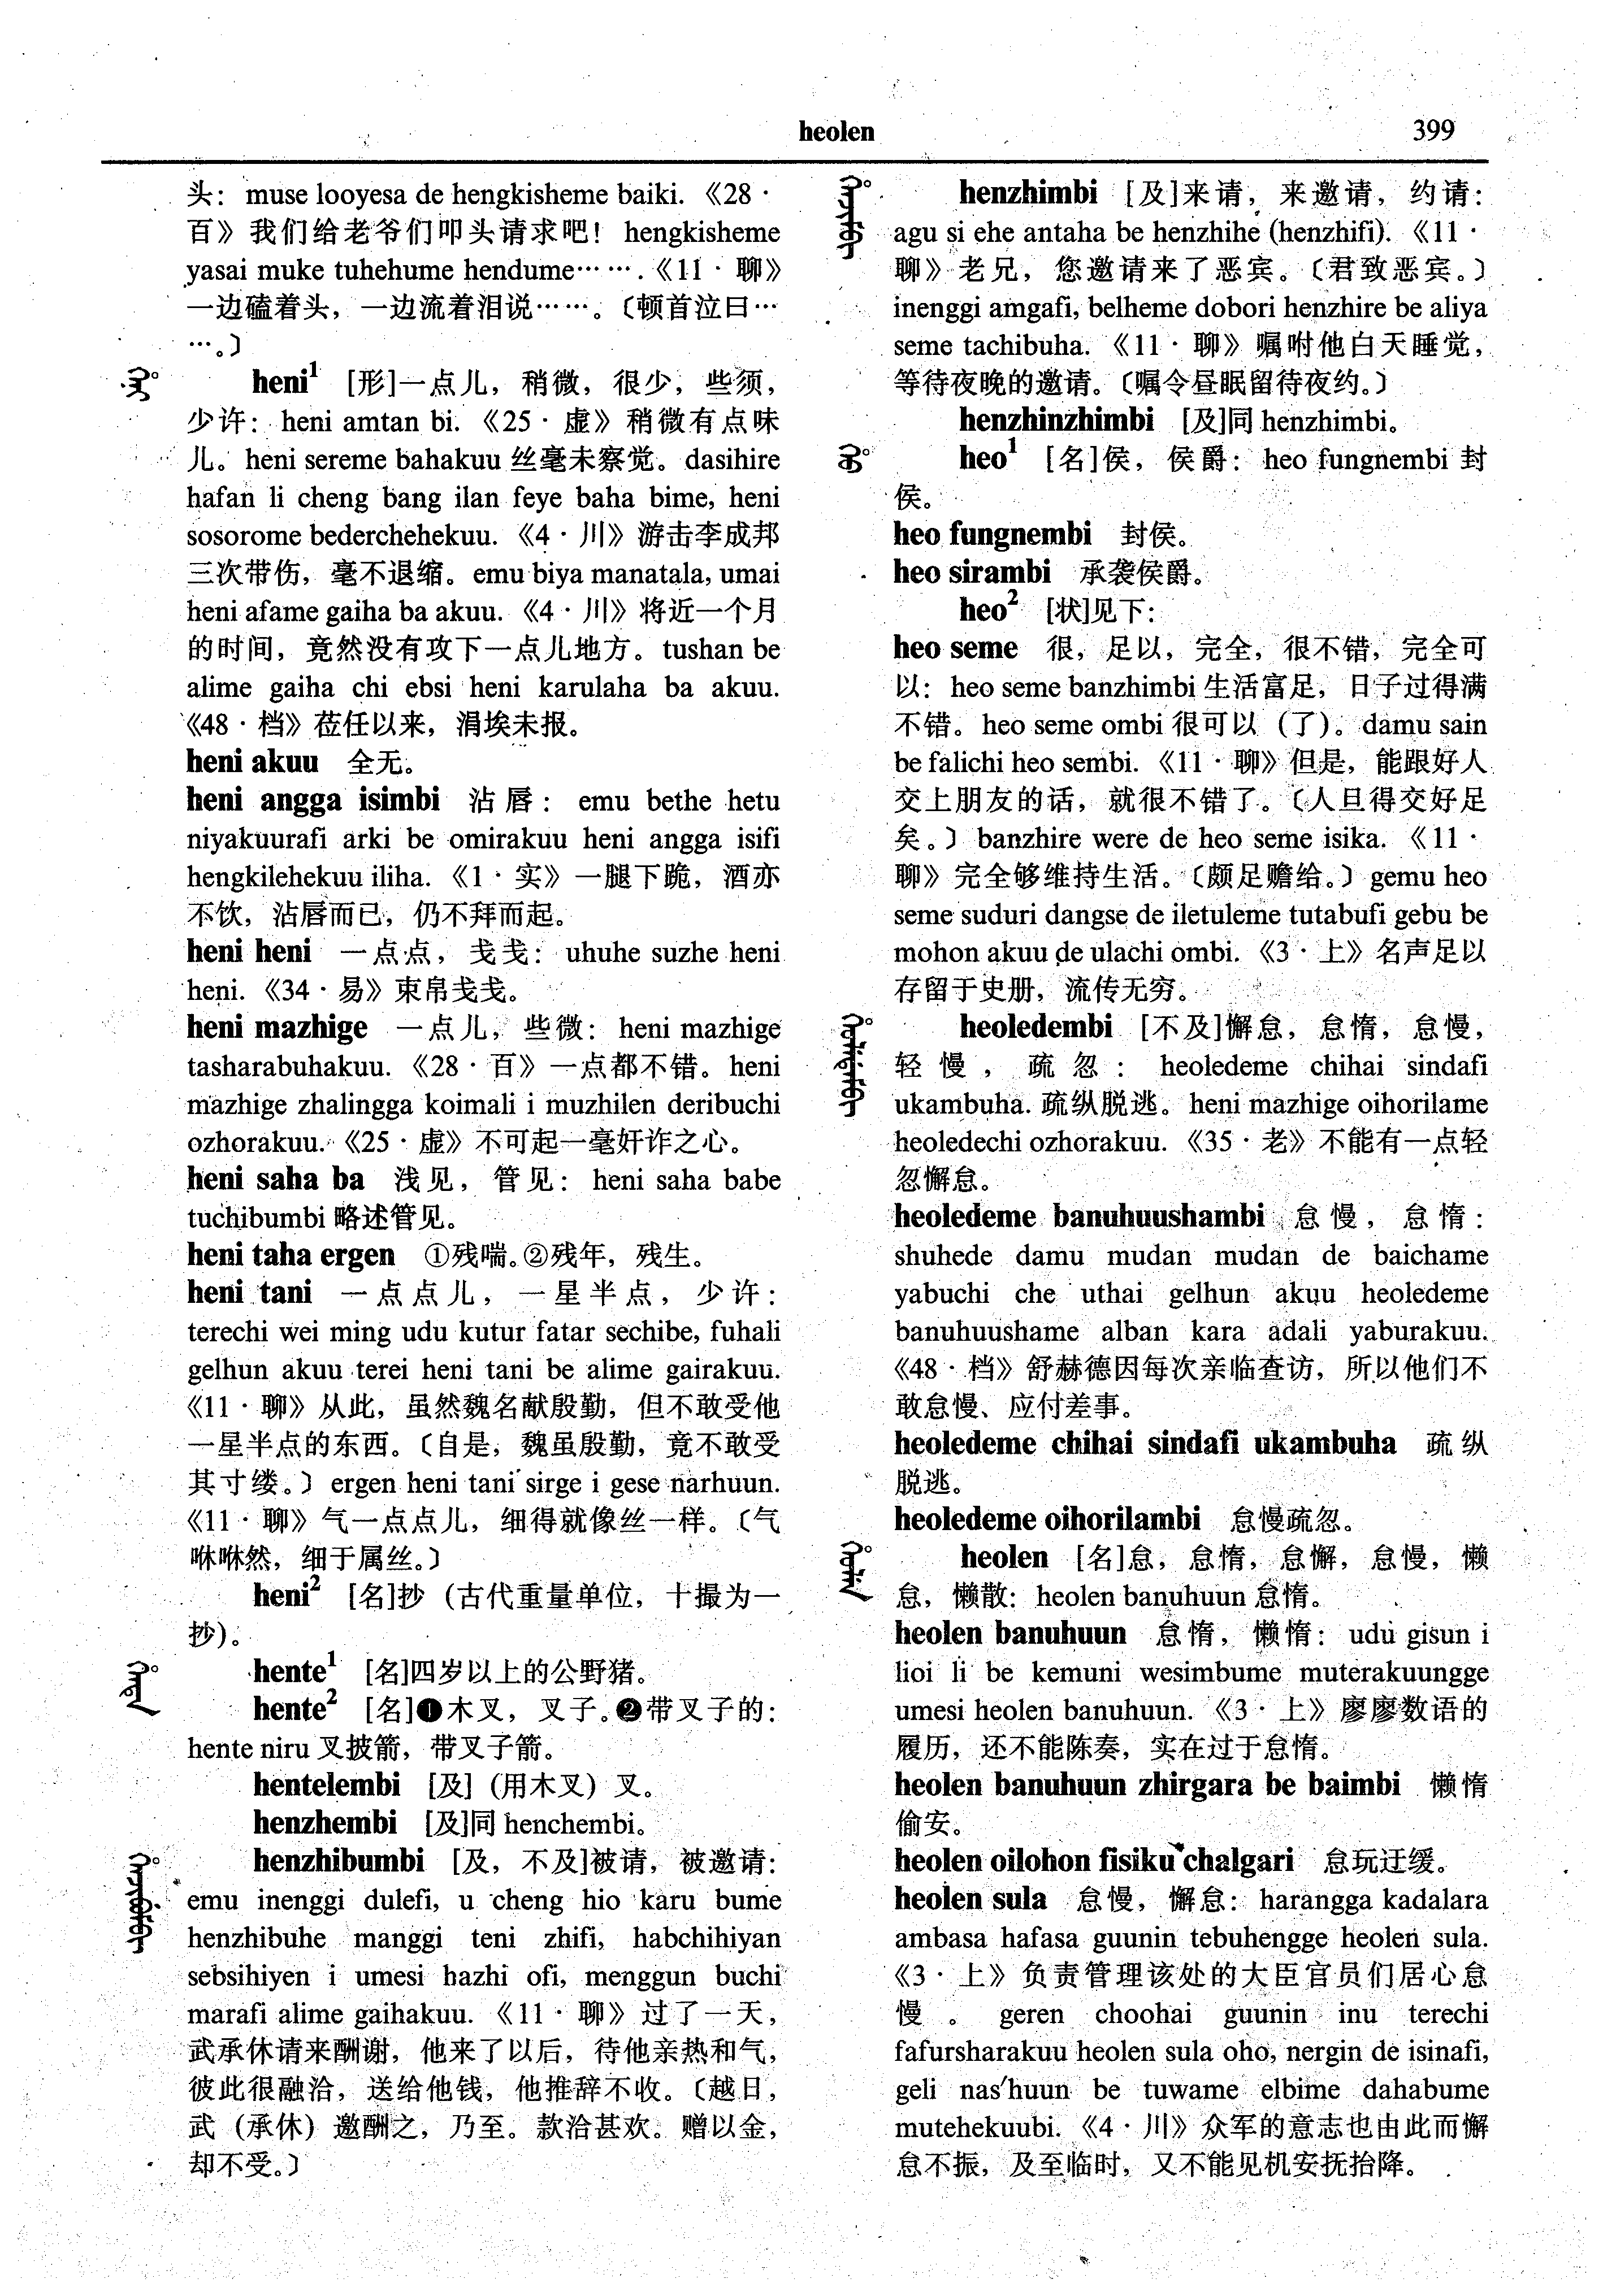 heolen
399
头：muse looyesa de hengkisheme baiki.《28·
百》我们给老爷们叩头请求吧！hengkisheme
yasai muke tuhehume hendume…….《11·聊》
一边磕着头，一边流着泪说……。〔顿首泣曰…
…。〕
heni¹ [形]一点儿，稍微，很少，些须，
少许：heni amtan bi.《25·虚》稍微有点味
儿。heni sereme bahakuu 丝毫未察觉。dasihire
hafan li cheng bang ilan feye baha bime, heni
sosorome bederchehekuu.《4·川》游击李成邦
三次带伤，毫不退缩。emu biya manatala, umai
heni afame gaiha ba akuu.《4·川》将近一个月
的时间，竟然没有攻下一点儿地方。tushan be
alime gaiha chi ebsi heni karulaha ba akuu.
《48·档》莅任以来，涓埃未报。
heni akuu 全无。
heni angga isimbi 沾唇：emu bethe hetu
niyakuurafi arki be omirakuu heni angga isifi
hengkilehekuu iliha.《1·实》一腿下跪，酒亦
不饮，沾唇而已，仍不拜而起。
heni heni 一点点，戋戋：uhuhe suzhe heni
heni.《34·易》束帛戋戋。
heni mazhige 一点儿，些微：heni mazhige
tasharabuhakuu.《28·百》一点都不错。heni
mazhige zhalingga koimali i muzhilen deribuchi
ozhorakuu.《25·虚》不可起一毫奸诈之心。
heni saha ba 浅见，管见：heni saha babe
tuchibumbi 略述管见。
heni taha ergen ①残喘。②残年，残生。
heni tani 一点点儿，一星半点，少许：
terechi wei ming udu kutur fatar sechibe, fuhali
gelhun akuu terei heni tani be alime gairakuu.
《11·聊》从此，虽然魏名献殷勤，但不敢受他
一星半点的东西。〔自是，魏虽殷勤，竟不敢受
其寸缕。〕ergen heni tani sirge i gese narhuun.
《11·聊》气一点点儿，细得就像丝一样。〔气
咻咻然，细于属丝。〕
heni² [名]抄（古代重量单位，十撮为一
抄）。
hente¹ [名]四岁以上的公野猪。
hente² [名]❶木叉，叉子。❷带叉子的：
hente niru 叉披箭，带叉子箭。
hentelembi [及]（用木叉）叉。
henzhembi [及]同 henchembi。
henzhibumbi [及，不及]被请，被邀请：
emu inenggi dulefi, u cheng hio karu bume
henzhibuhe manggi teni zhifi, habchihiyan
sebsihiyen i umesi hazhi ofi, menggun buchi
marafi alime gaihakuu.《11·聊》过了一天，
武承休请来酬谢，他来了以后，待他亲热和气，
彼此很融洽，送给他钱，他推辞不收。〔越日，
武（承休）邀酬之，乃至。款洽甚欢。赠以金，
却不受。〕
henzhimbi [及]来请，来邀请，约请：
agu si ehe antaha be henzhihe (henzhifi).《11·
聊》老兄，您邀请来了恶宾。〔君致恶宾。〕
inenggi amgafi, belheme dobori henzhire be aliya
seme tachibuha.《11·聊》嘱咐他白天睡觉，
等待夜晚的邀请。〔嘱令昼眠留待夜约。〕
henzhinzhimbi [及]同 henzhimbi。
heo¹ [名]侯，侯爵：heo fungnembi 封
侯。
heo fungnembi 封侯。
heo sirambi 承袭侯爵。
heo² [状]见下：
heo seme 很，足以，完全，很不错，完全可
以：heo seme banzhimbi 生活富足，日子过得满
不错。heo seme ombi 很可以（了）。damu sain
be falichi heo sembi.《11·聊》但是，能跟好人
交上朋友的话，就很不错了。〔人旦得交好足
矣。〕banzhire were de heo seme isika.《11·
聊》完全够维持生活。〔颇足赡给。〕gemu heo
seme suduri dangse de iletuleme tutabufi gebu be
mohon akuu de ulachi ombi.《3·上》名声足以
存留于史册，流传无穷。
heoledembi [不及]懈怠，怠惰，怠慢，
轻慢，疏忽：heoledeme chihai sindafi
ukambuha. 疏纵脱逃。heni mazhige oihorilame
heoledechi ozhorakuu.《35·老》不能有一点轻
忽懈怠。
heoledeme banuhuushambi 怠慢，怠惰：
shuhede damu mudan mudan de baichame
yabuchi che uthai gelhun akuu heoledeme
banuhuushame alban kara adali yaburakuu.
《48·档》舒赫德因每次亲临查访，所以他们不
敢怠慢、应付差事。
heoledeme chihai sindafi ukambuha 疏纵
脱逃。
heoledeme oihorilambi 怠慢疏忽。
heolen [名]怠，怠惰，怠懈，怠慢，懒
怠，懒散：heolen banuhuun 怠惰。
heolen banuhuun 怠惰，懒惰：udu gisun i
lioi li be kemuni wesimbume muterakuungge
umesi heolen banuhuun.《3·上》廖廖数语的
履历，还不能陈奏，实在过于怠惰。
heolen banuhuun zhirgara be baimbi 懒惰
偷安。
heolen oilohon fisiku chalgari 怠玩迂缓。
heolen sula 怠慢，懈怠：harangga kadalara
ambasa hafasa guunin tebuhengge heolen sula.
《3·上》负责管理该处的大臣官员们居心怠
慢。geren choohai guunin inu terechi
fafursharakuu heolen sula oho, nergin de isinafi,
geli nas'huun be tuwame elbime dahabume
mutehekuubi.《4·川》众军的意志也由此而懈
怠不振，及至临时，又不能见机安抚抬降。